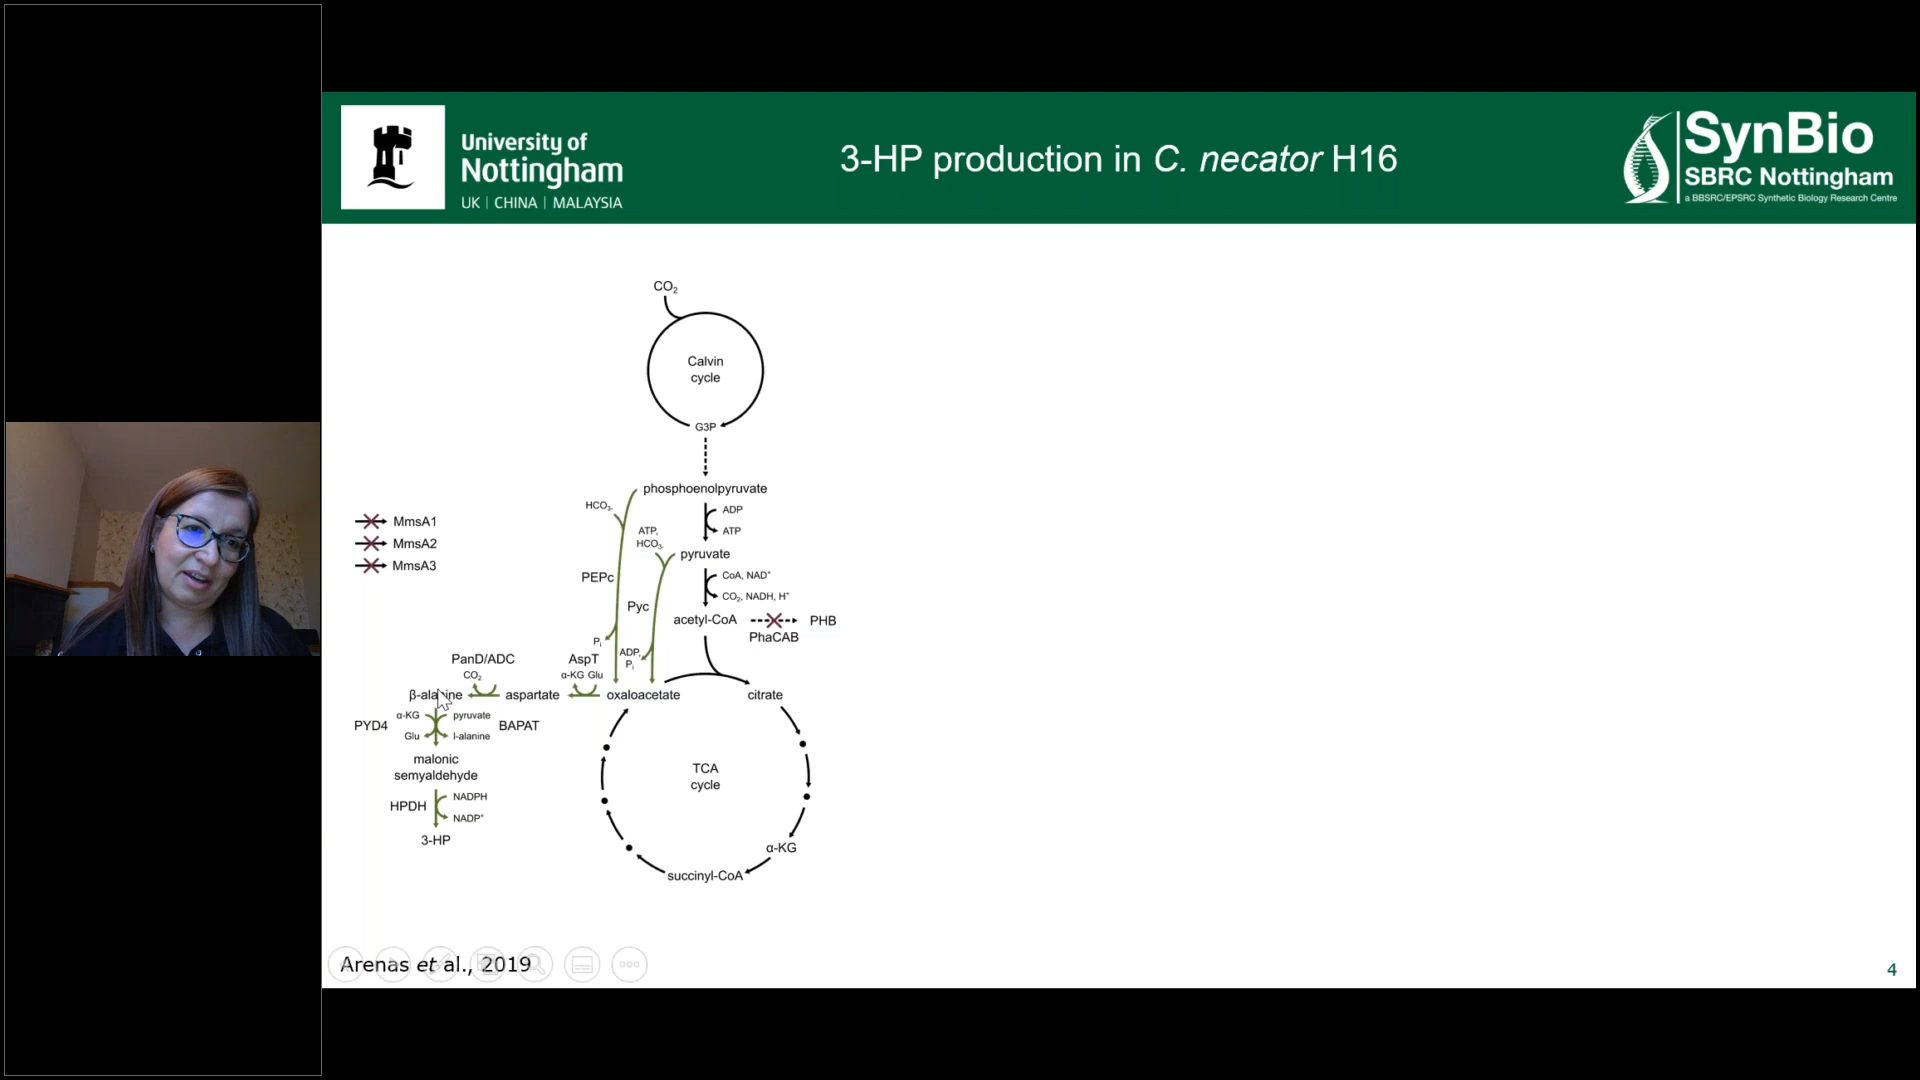 University of
Nottingham
UK | CHINA | MALAYSIA
3-HP production in C. necator H16
SynBio
SBRC Nottingham
a BBSRC/EPSRC Synthetic Biology Research Centre
CO₂
Calvin
cycle
G3P
phosphoenolpyruvate
HCO₃-
ADP
ATP
ATP,
HCO₃-
pyruvate
MmsA1
MmsA2
MmsA3
PEPc
CoA, NAD⁺
CO₂, NADH, H⁺
Pyc
acetyl-CoA
PHB
PhaCAB
Pᵢ
ADP,
Pᵢ
PanD/ADC
CO₂
AspT
α-KG Glu
β-alanine
aspartate
oxaloacetate
citrate
α-KG
pyruvate
PYD4
BAPAT
Glu
l-alanine
malonic
semyaldehyde
TCA
cycle
HPDH
NADPH
NADP⁺
3-HP
α-KG
succinyl-CoA
Arenas et al., 2019
4